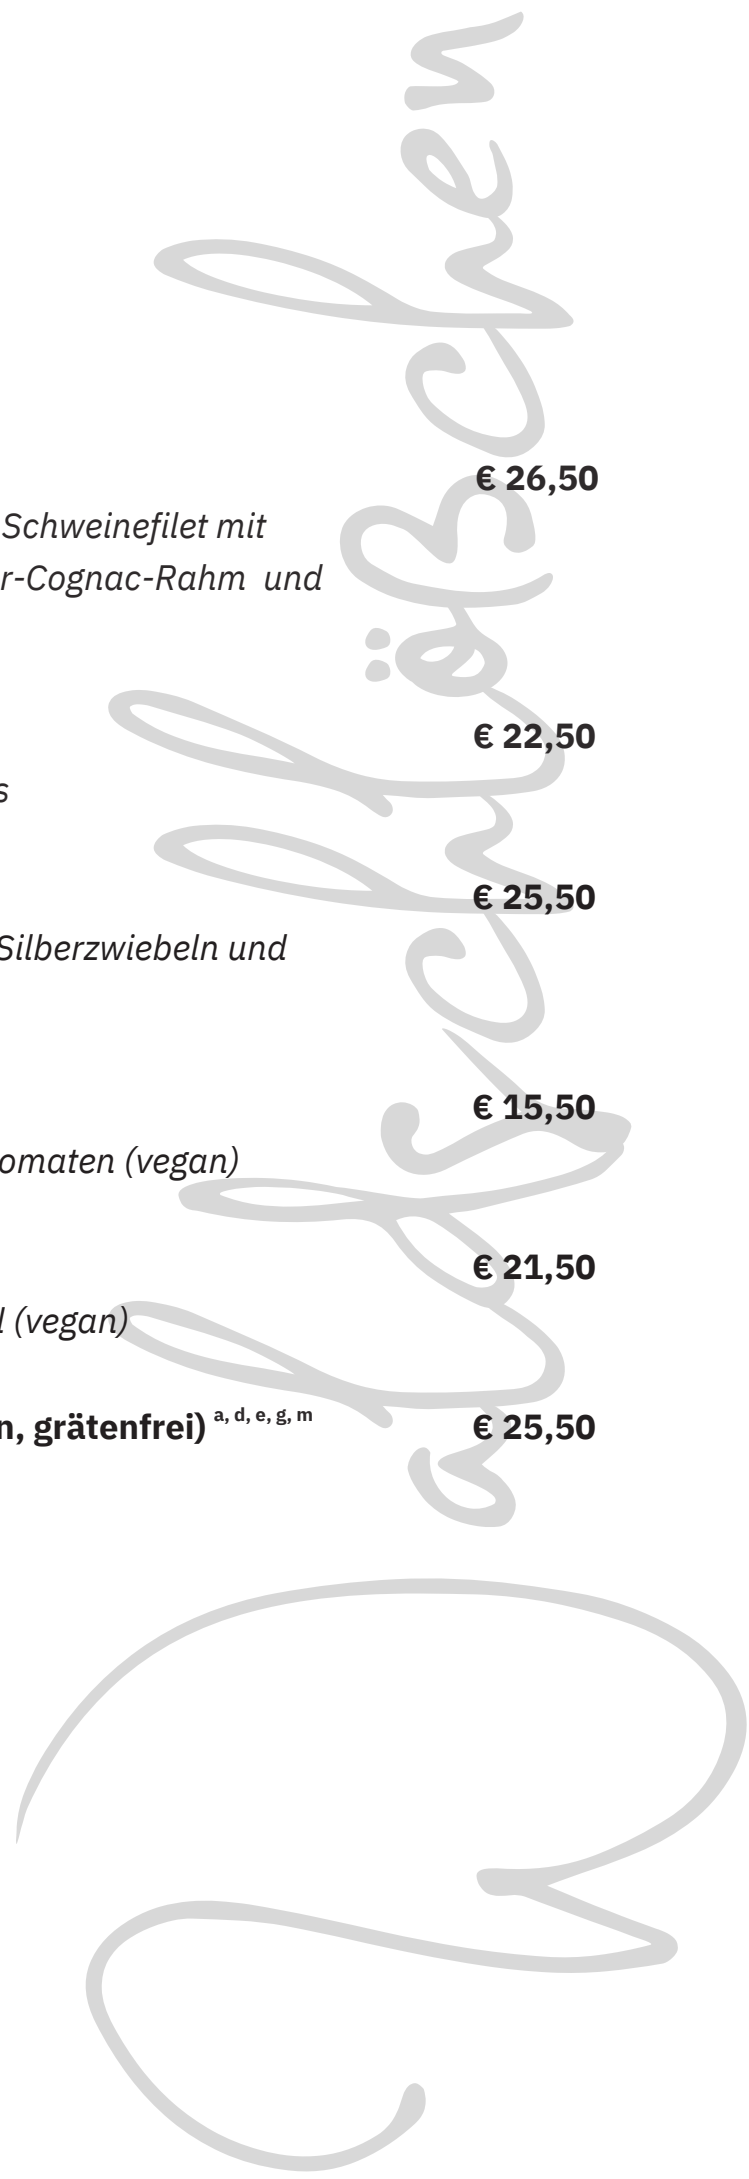 Waldschlößchen
€ 26,50
Schweinefilet mit
r-Cognac-Rahm und
€ 22,50
s
€ 25,50
Silberzwiebeln und
€ 15,50
omaten (vegan)
€ 21,50
l (vegan)
n, grätenfrei) a, d, e, g, m € 25,50